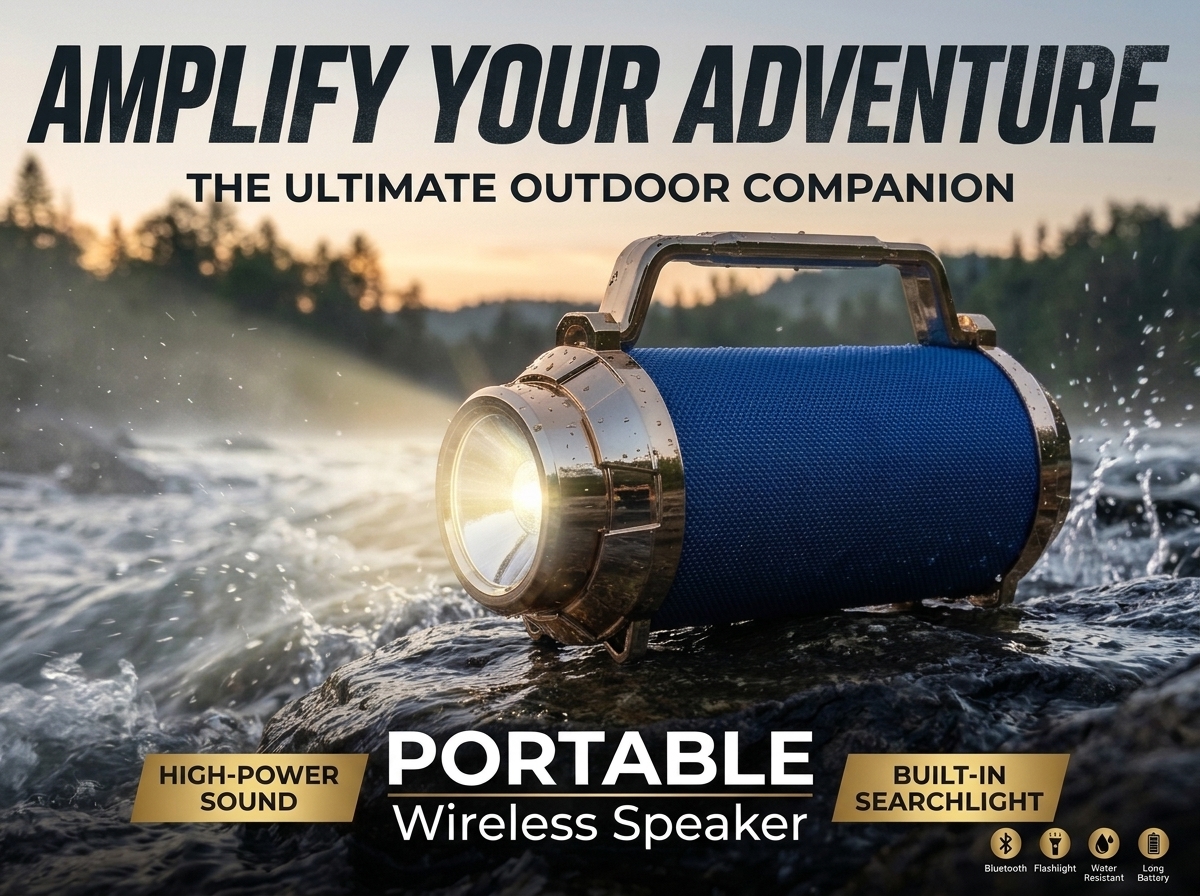 AMPLIFY YOUR ADVENTURE
THE ULTIMATE OUTDOOR COMPANION
HIGH-POWER
SOUND
PORTABLE
Wireless Speaker
BUILT-IN
SEARCHLIGHT
Bluetooth
Flashlight
Water
Resistant
Long
Battery